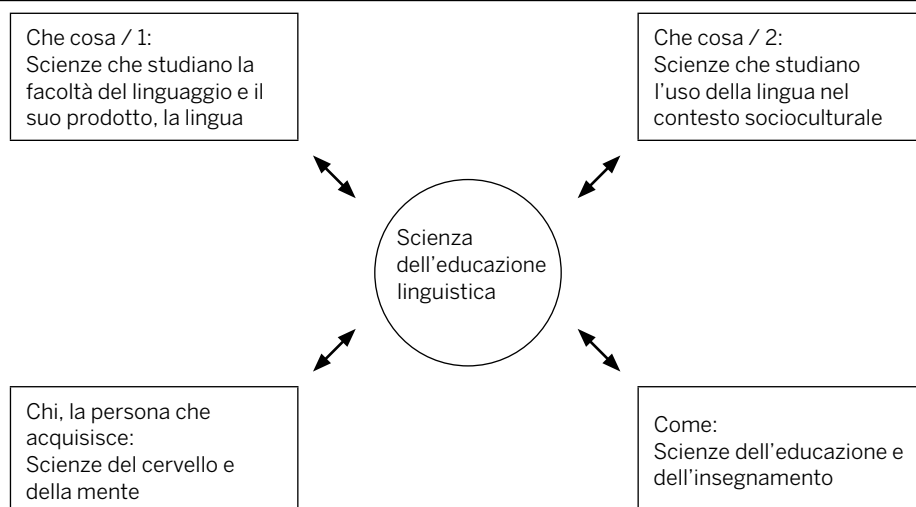 Che cosa / 1:
Scienze che studiano la
facoltà del linguaggio e il
suo prodotto, la lingua
Che cosa / 2:
Scienze che studiano
l’uso della lingua nel
contesto socioculturale
Scienza
dell’educazione
linguistica
Chi, la persona che
acquisisce:
Scienze del cervello e
della mente
Come:
Scienze dell’educazione e
dell’insegnamento